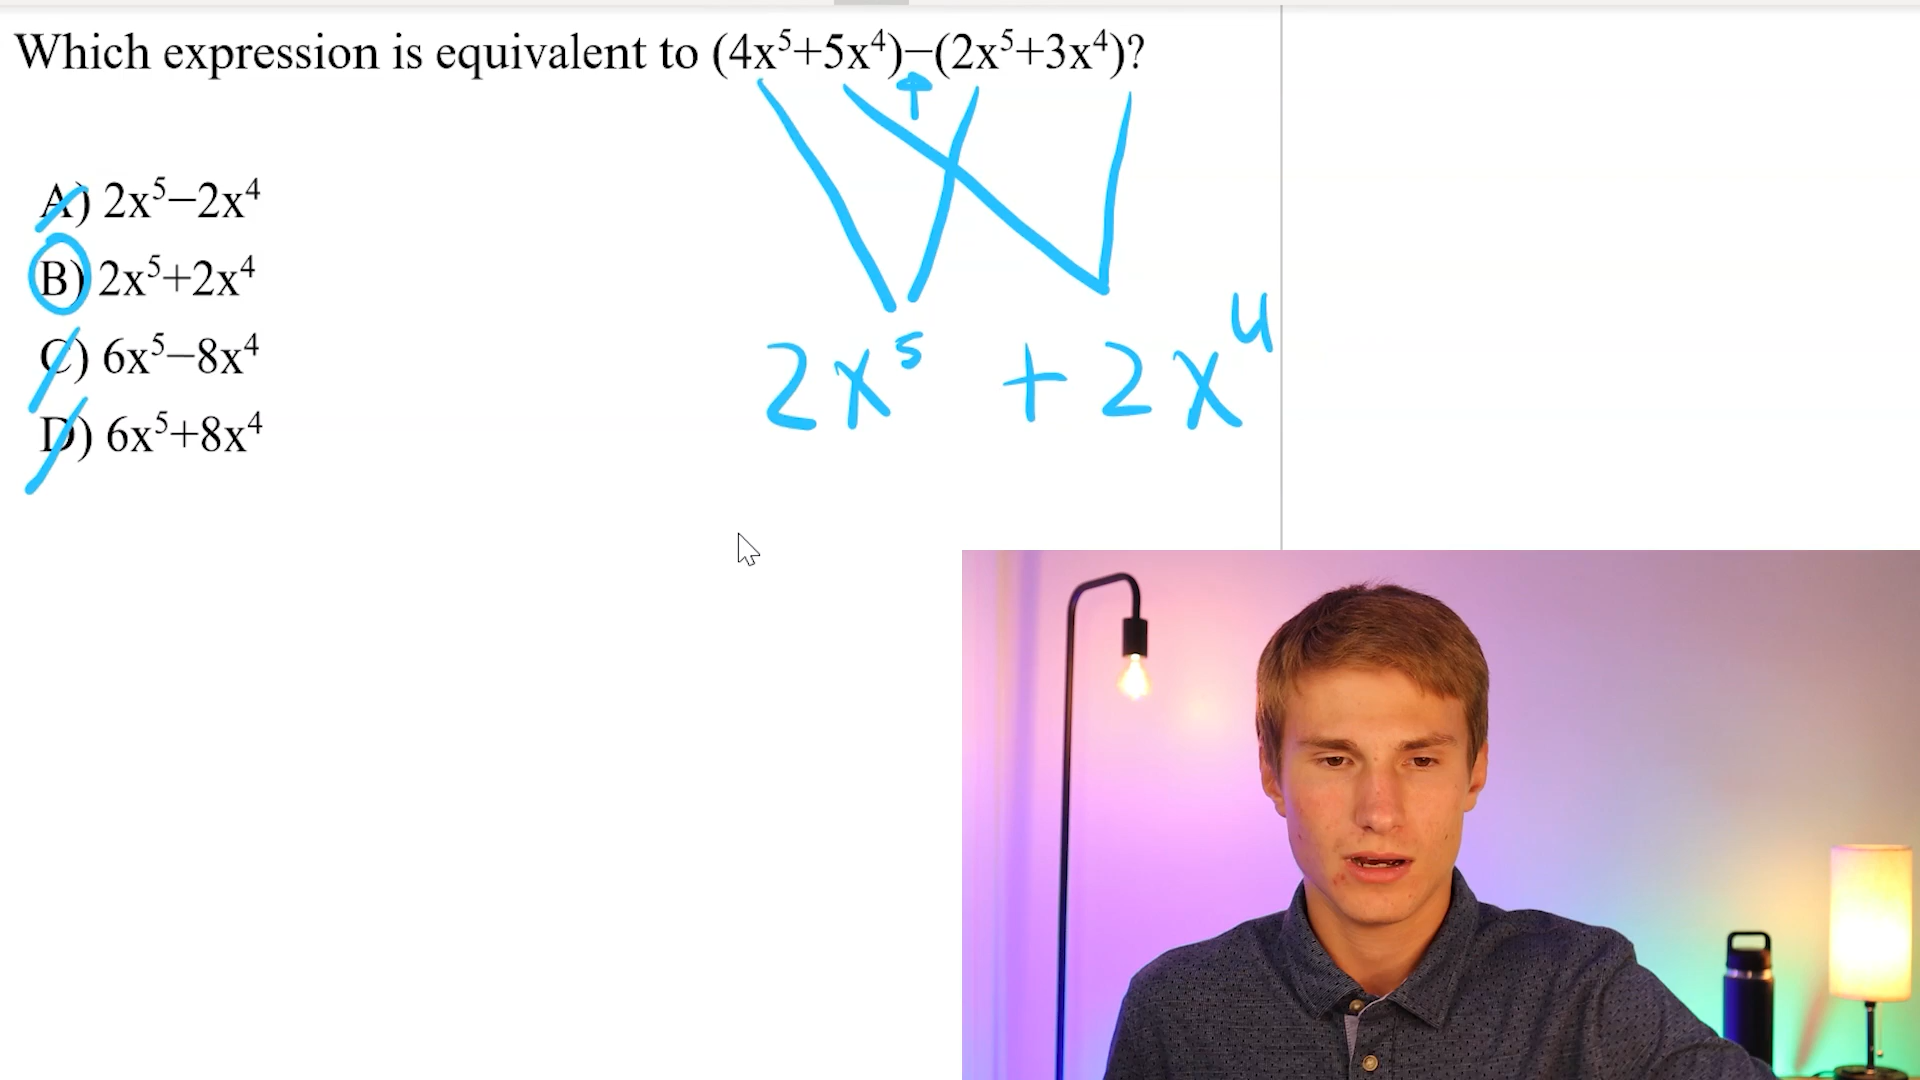 Which expression is equivalent to (4x⁵+5x⁴)−(2x⁵+3x⁴)?
A) 2x⁵−2x⁴
B) 2x⁵+2x⁴
C) 6x⁵−8x⁴
D) 6x⁵+8x⁴
2x⁵ + 2x⁴